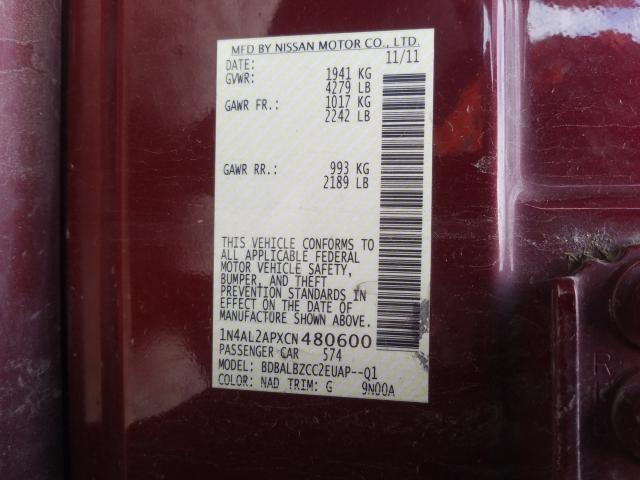 MFD BY NISSAN MOTOR CO., LTD.
DATE: 11/11
GVWR: 1941 KG
4279 LB
GAWR FR.: 1017 KG
2242 LB
GAWR RR.: 993 KG
2189 LB
THIS VEHICLE CONFORMS TO
ALL APPLICABLE FEDERAL
MOTOR VEHICLE SAFETY,
BUMPER, AND THEFT
PREVENTION STANDARDS IN
EFFECT ON THE DATE OF
MANUFACTURE SHOWN ABOVE.
1N4AL2APXCN480600
PASSENGER CAR 574
MODEL: BDBALBZCC2EUAP--Q1
COLOR: NAD TRIM: G 9N00A